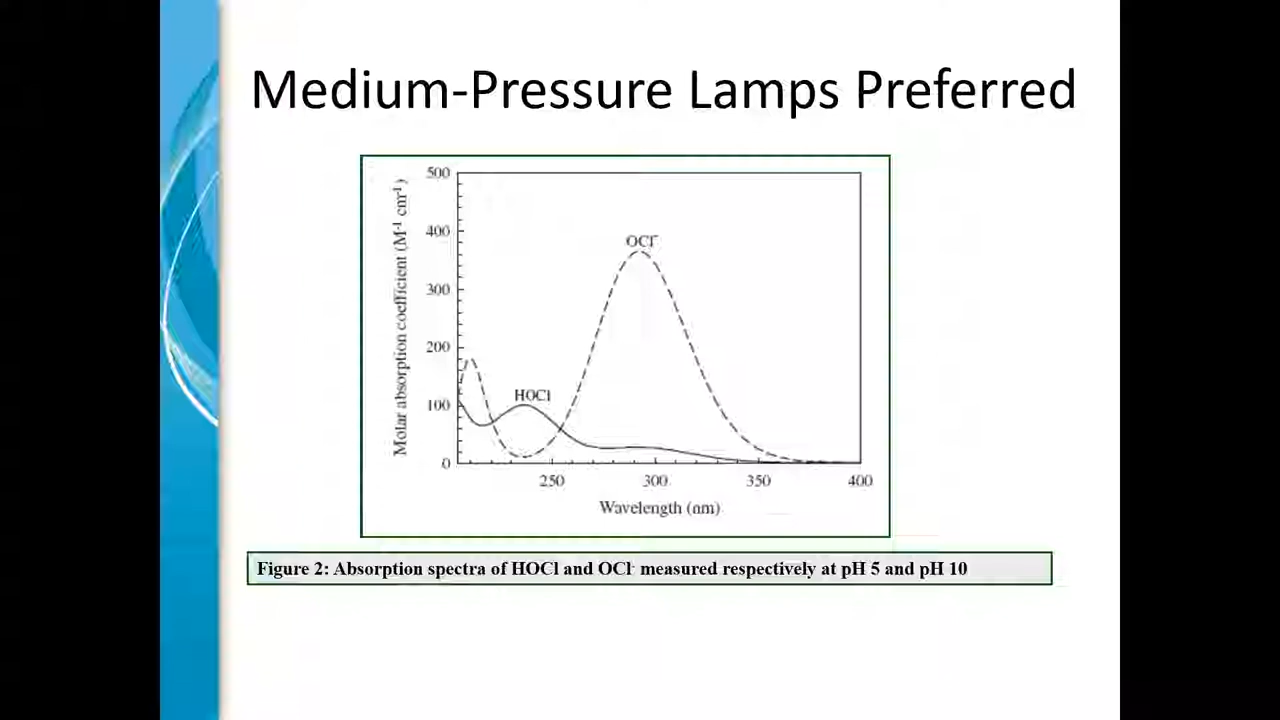 Medium-Pressure Lamps Preferred
Molar absorption coefficient (M⁻¹ cm⁻¹)
500
400
300
200
100
0
OCl⁻
HOCl
250
300
350
400
Wavelength (nm)
Figure 2: Absorption spectra of HOCl and OCl⁻ measured respectively at pH 5 and pH 10